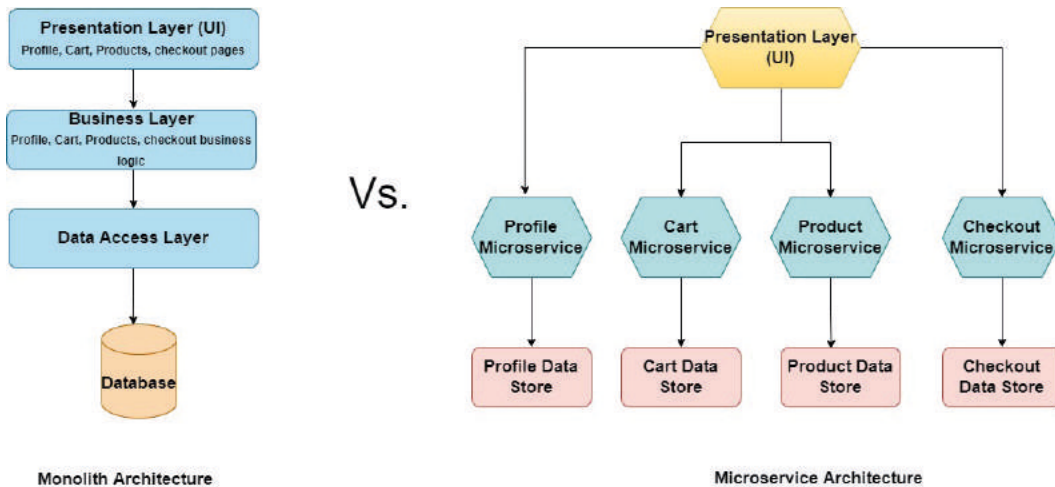 Presentation Layer (UI)
Profile, Cart, Products, checkout pages
Business Layer
Profile, Cart, Products, checkout business
logic
Data Access Layer
Database
Monolith Architecture
Vs.
Presentation Layer
(UI)
Profile
Microservice
Cart
Microservice
Product
Microservice
Checkout
Microservice
Profile Data
Store
Cart Data
Store
Product Data
Store
Checkout
Data Store
Microservice Architecture